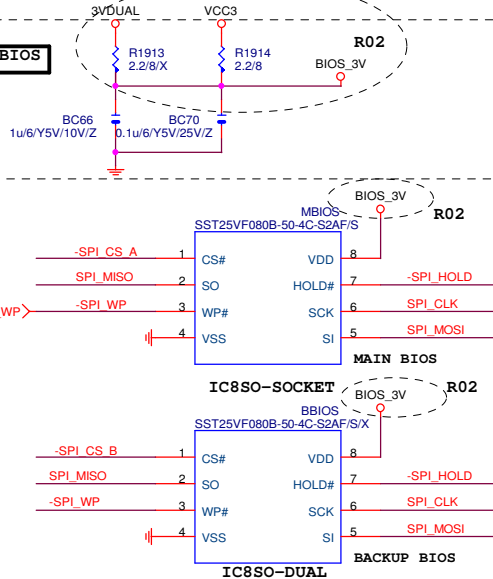 3VDUAL
VCC3
BIOS
R1913
2.2/8/X
R1914
2.2/8
R02
BIOS_3V
BC66
1u/6/Y5V/10V/Z
BC70
0.1u/6/Y5V/25V/Z
BIOS_3V
R02
MBIOS
SST25VF080B-50-4C-S2AF/S
-SPI_CS_A 1 CS# VDD 8
SPI_MISO 2 SO HOLD# 7 -SPI_HOLD
_WP -SPI_WP 3 WP# SCK 6 SPI_CLK
4 VSS SI 5 SPI_MOSI
MAIN BIOS
IC8SO-SOCKET
BIOS_3V
R02
BBIOS
SST25VF080B-50-4C-S2AF/S/X
-SPI_CS_B 1 CS# VDD 8
SPI_MISO 2 SO HOLD# 7 -SPI_HOLD
-SPI_WP 3 WP# SCK 6 SPI_CLK
4 VSS SI 5 SPI_MOSI
BACKUP BIOS
IC8SO-DUAL